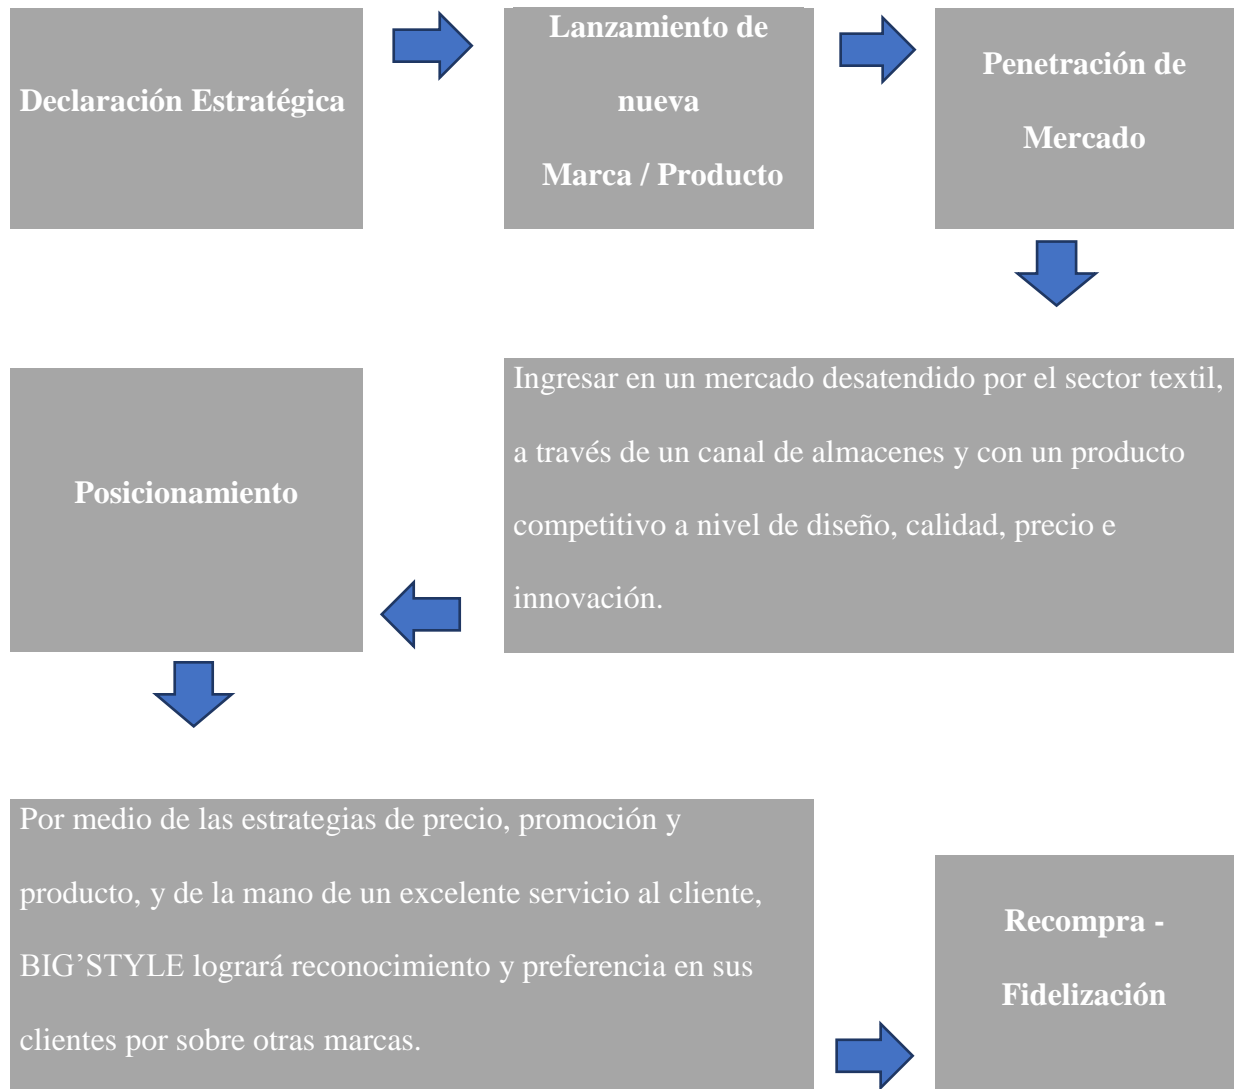 Declaración Estratégica
Lanzamiento de
nueva
Marca / Producto
Penetración de
Mercado
Ingresar en un mercado desatendido por el sector textil,
a través de un canal de almacenes y con un producto
competitivo a nivel de diseño, calidad, precio e
innovación.
Posicionamiento
Por medio de las estrategias de precio, promoción y
producto, y de la mano de un excelente servicio al cliente,
BIG’STYLE logrará reconocimiento y preferencia en sus
clientes por sobre otras marcas.
Recompra -
Fidelización